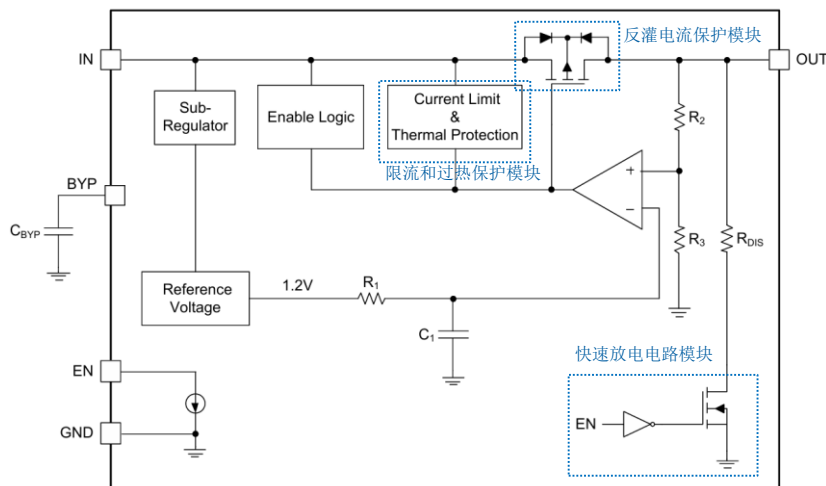 反灌电流保护模块
IN
OUT
Sub-
Regulator
Enable Logic
Current Limit
&
Thermal Protection
R2
限流和过热保护模块
BYP
+
−
CBYP
R3
RDIS
Reference
Voltage
1.2V
R1
C1
快速放电电路模块
EN
EN
GND